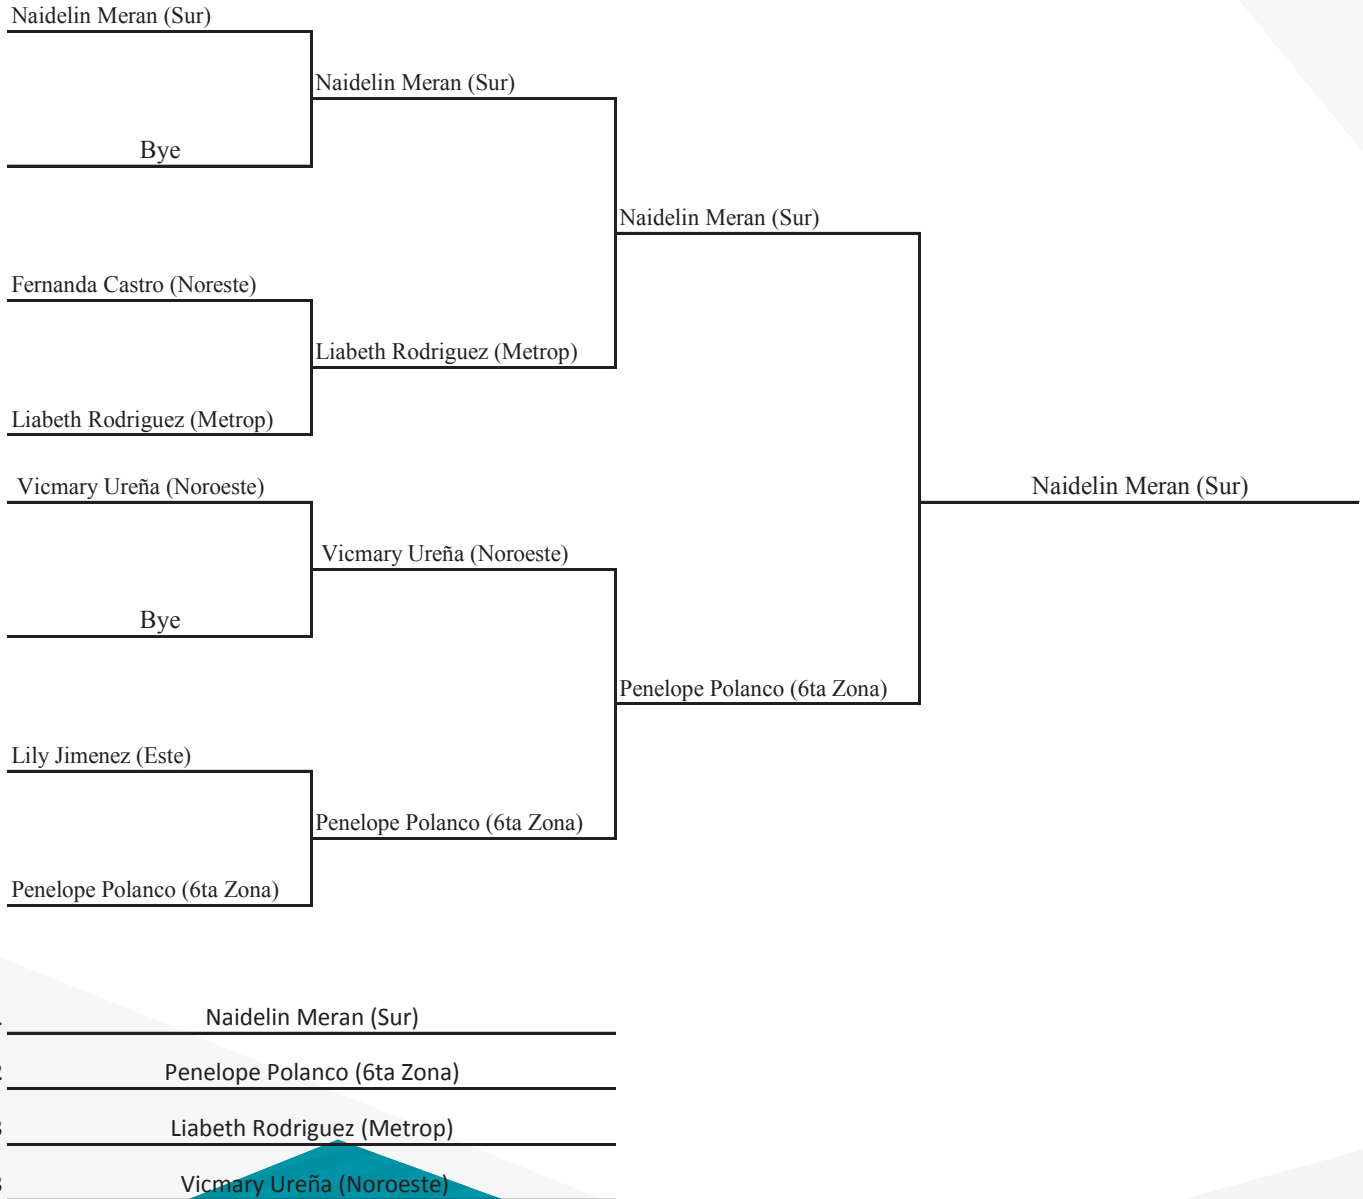 Naidelin Meran (Sur)
Naidelin Meran (Sur)
Bye
Naidelin Meran (Sur)
Fernanda Castro (Noreste)
Liabeth Rodriguez (Metrop)
Liabeth Rodriguez (Metrop)
Vicmary Ureña (Noroeste)
Naidelin Meran (Sur)
Vicmary Ureña (Noroeste)
Bye
Penelope Polanco (6ta Zona)
Lily Jimenez (Este)
Penelope Polanco (6ta Zona)
Penelope Polanco (6ta Zona)
Naidelin Meran (Sur)
Penelope Polanco (6ta Zona)
Liabeth Rodriguez (Metrop)
Vicmary Ureña (Noroeste)